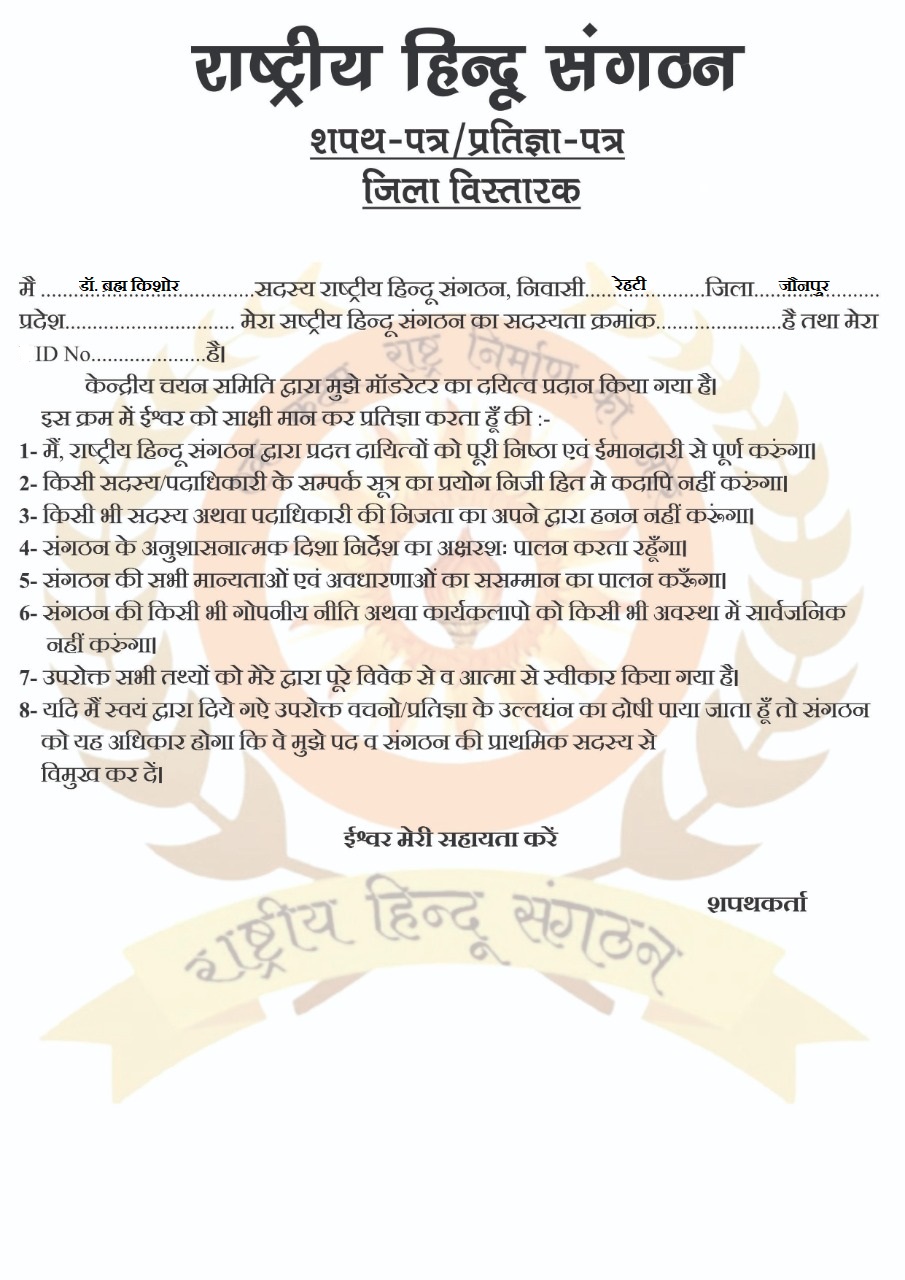 राष्ट्रीय हिन्दू संगठन
शपथ-पत्र/प्रतिज्ञा-पत्र
जिला विस्तारक
मै ....डॉ. ब्रह्म किशोर....सदस्य राष्ट्रीय हिन्दू संगठन, निवासी....रेहटी....जिला....जौनपुर....
प्रदेश................................ मेरा सष्ट्रीय हिन्दू संगठन का सदस्यता क्रमांक.......................है तथा मेरा
ID No.....................है।
केन्द्रीय चयन समिति द्वारा मुझे मॉडरेटर का दयित्व प्रदान किया गया है।
इस क्रम में ईश्वर को साक्षी मान कर प्रतिज्ञा करता हूँ की :-
1- मैं, राष्ट्रीय हिन्दू संगठन द्वारा प्रदत्त दायित्वों को पूरी निष्ठा एवं ईमानदारी से पूर्ण करुंगा।
2- किसी सदस्य/पदाधिकारी के सम्पर्क सूत्र का प्रयोग निजी हित मे कदापि नहीं करुंगा।
3- किसी भी सदस्य अथवा पदाधिकारी की निजता का अपने द्वारा हनन नहीं करूंगा।
4- संगठन के अनुशासनात्मक दिशा निर्देश का अक्षरशः पालन करता रहूँगा।
5- संगठन की सभी मान्यताओं एवं अवधारणाओं का ससम्मान का पालन करूँगा।
6- संगठन की किसी भी गोपनीय नीति अथवा कार्यकलापो को किसी भी अवस्था में सार्वजनिक
नहीं करुंगा।
7- उपरोक्त सभी तथ्यों को मेरे द्वारा पूरे विवेक से व आत्मा से स्वीकार किया गया है।
8- यदि मैं स्वयं द्वारा दिये गऐ उपरोक्त वचनो/प्रतिज्ञा के उल्लघंन का दोषी पाया जाता हूँ तो संगठन
को यह अधिकार होगा कि वे मुझे पद व संगठन की प्राथमिक सदस्य से
विमुख कर दें।
ईश्वर मेरी सहायता करें
शपथकर्ता
राष्ट्रीय हिन्दू संगठन